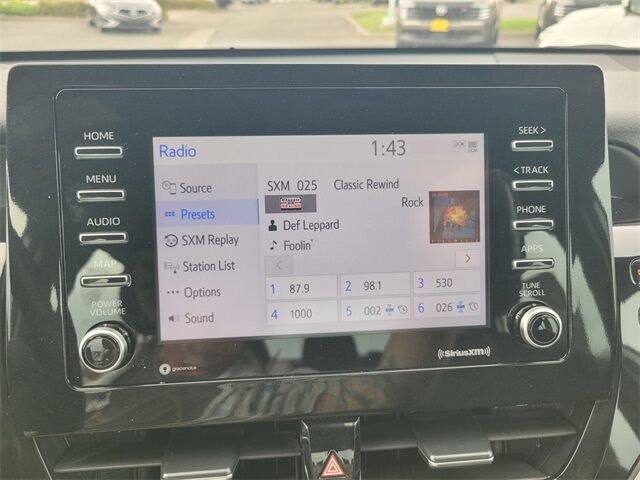 HOME
MENU
AUDIO
MAP
POWER
VOLUME
Radio
1:43
DCM
Source
Presets
SXM Replay
Station List
Options
Sound
SXM 025 Classic Rewind
Rock
Def Leppard
Foolin'
1 87.9
2 98.1
3 530
4 1000
5 002
6 026
SEEK >
< TRACK
PHONE
APPS
TUNE
SCROLL
gracenote
((SiriusXM))